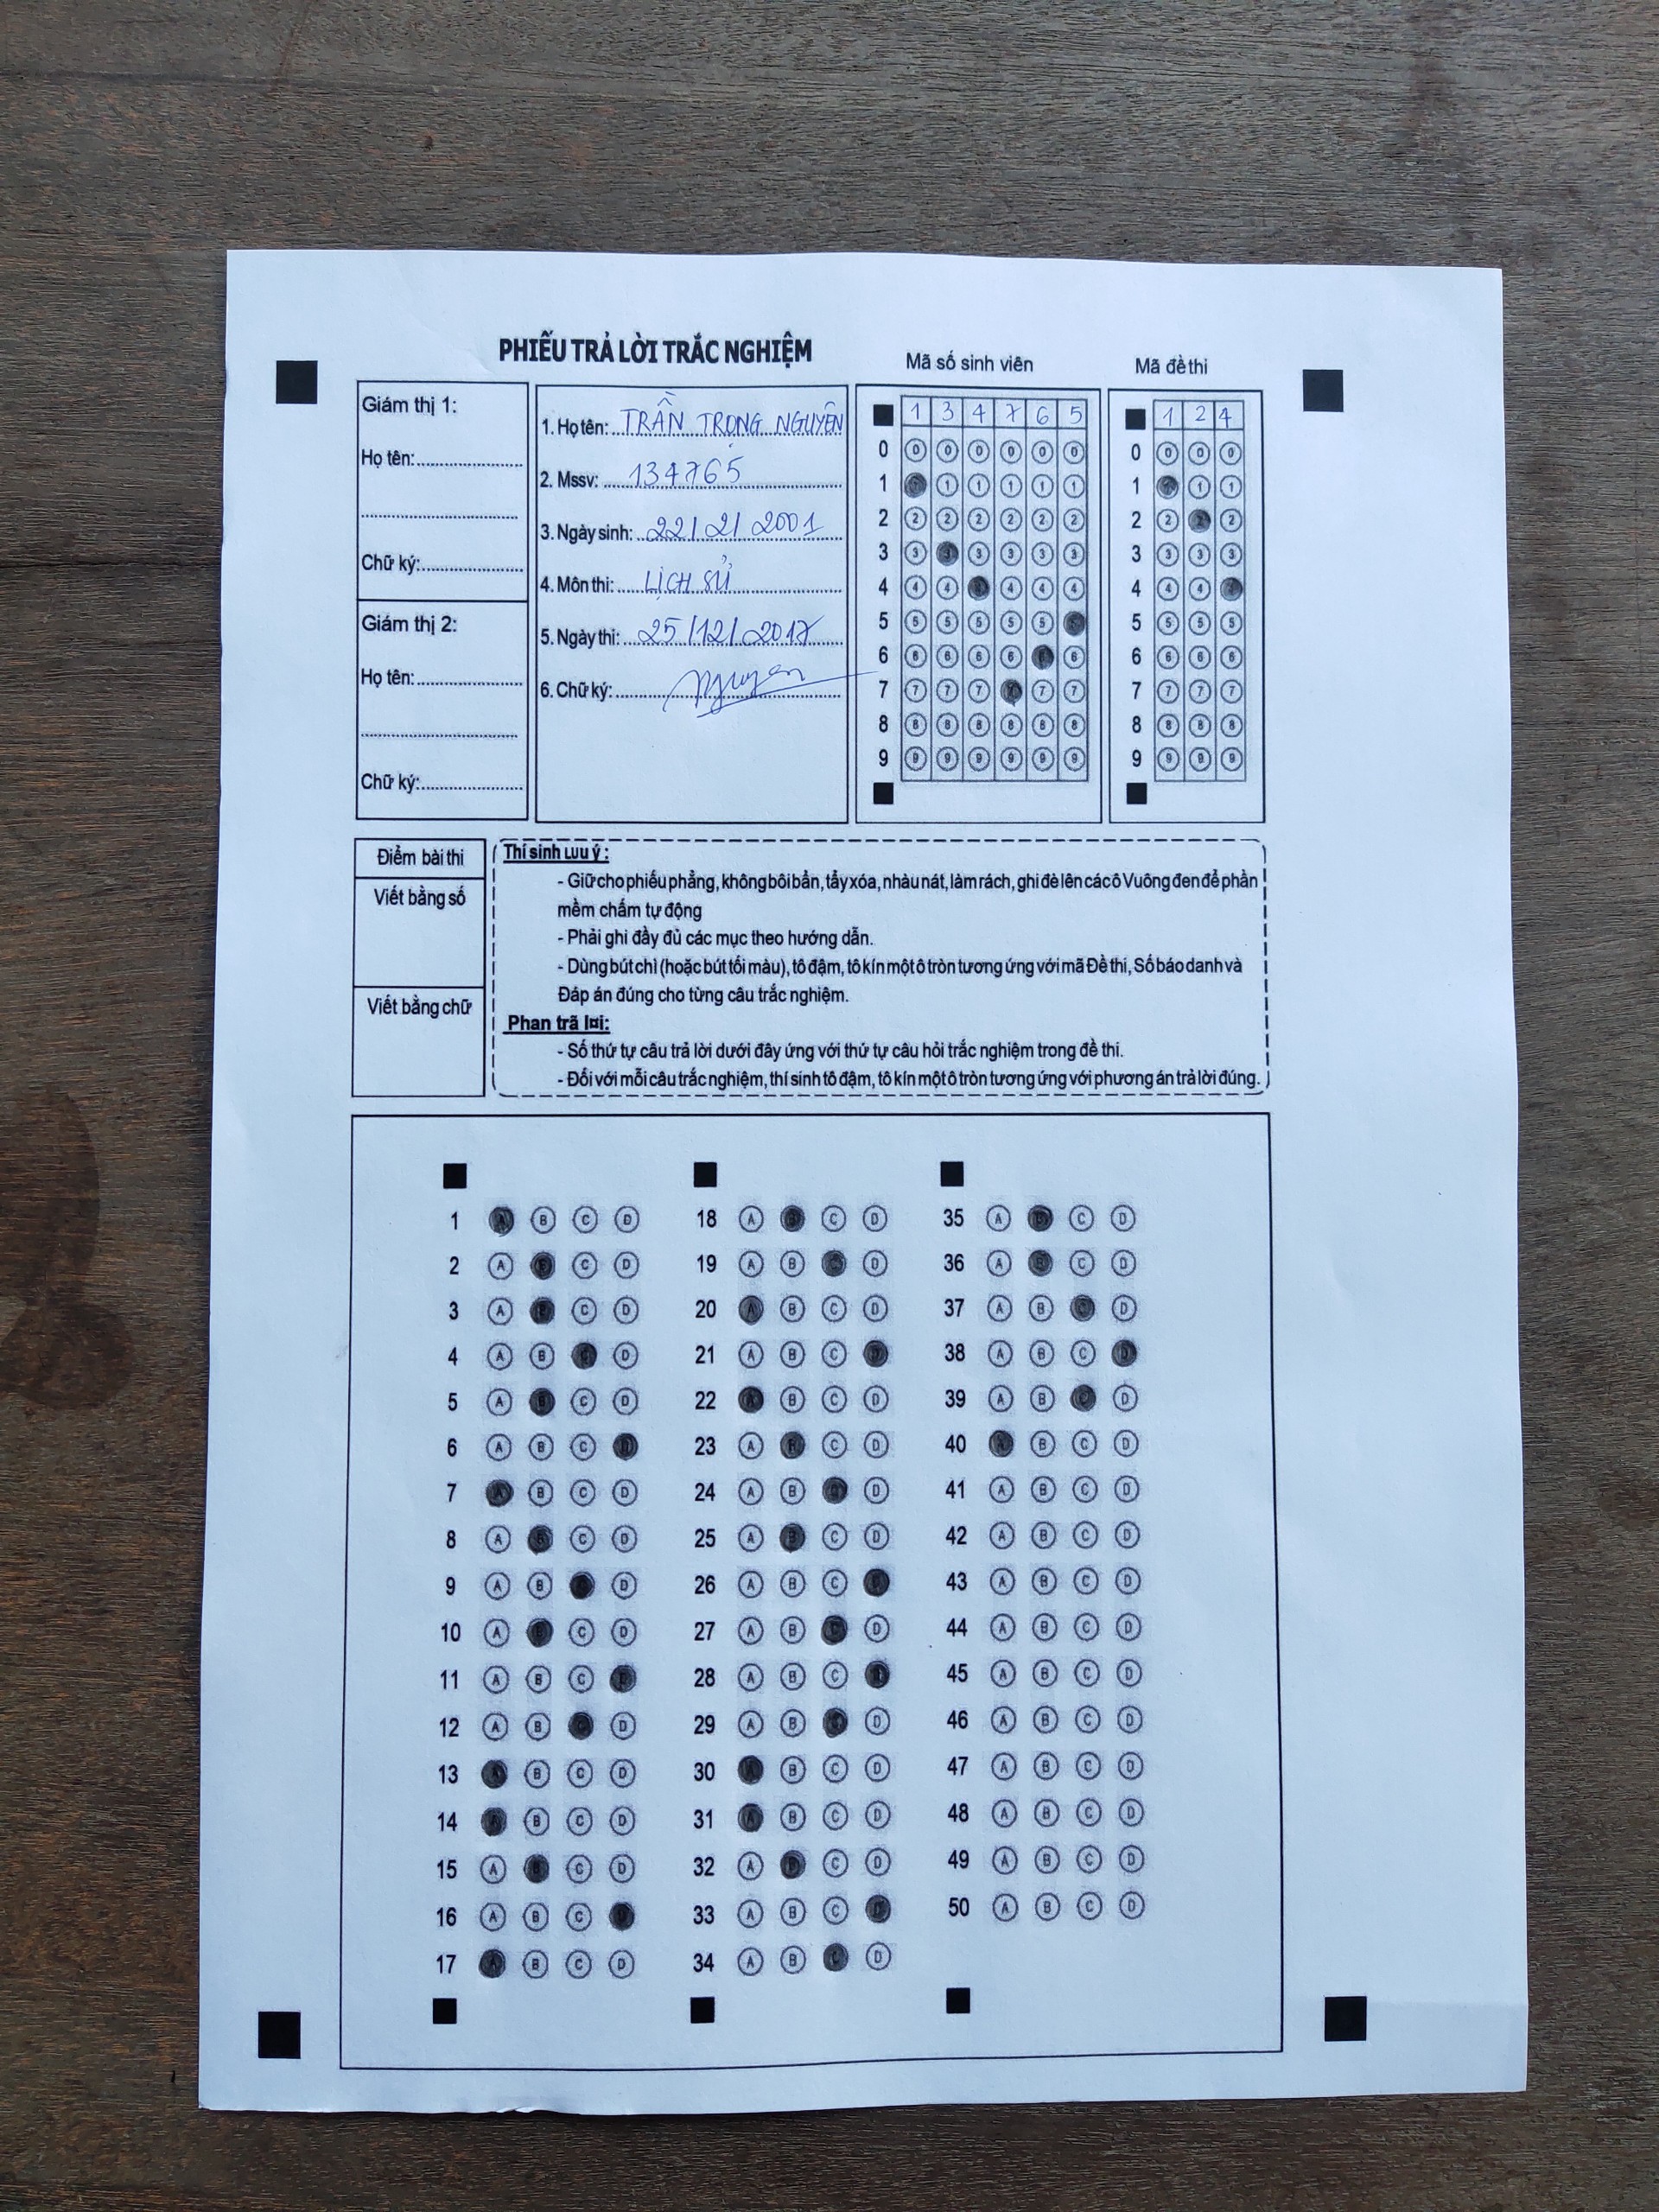 PHIẾU TRẢ LỜI TRẮC NGHIỆM
Giám thị 1:
Họ tên:
Chữ ký:
Giám thị 2:
Họ tên:
Chữ ký:
1. Họ tên: TRẦN TRỌNG NGUYÊN
2. Mssv: 134765
3. Ngày sinh: 22/2/2001
4. Môn thi: LỊCH SỬ
5. Ngày thi: 25/12/2017
6. Chữ ký: Nguyen
Mã số sinh viên
1 3 4 7 6 5
0 0 0 0 0 0 0
1 1 1 1 1 1
2 2 2 2 2 2 2
3 3 3 3 3 3 3
4 4 4 4 4 4
5 5 5 5 5 5
6 6 6 6 6 6 6
7 7 7 7 7 7 7
8 8 8 8 8 8 8
9 9 9 9 9 9 9
Mã đề thi
1 2 4
0 0 0 0
1 1 1
2 2 2 2
3 3 3 3
4 4 4
5 5 5 5
6 6 6 6
7 7 7 7
8 8 8 8
9 9 9 9
Điểm bài thi
Viết bằng số
Viết bằng chữ
Thí sinh Lưu ý :
- Giữ cho phiếu phẳng, không bôi bẩn, tẩy xóa, nhàu nát, làm rách, ghi đè lên các ô Vuông đen để phần
mềm chấm tự động
- Phải ghi đầy đủ các mục theo hướng dẫn.
- Dùng bút chì (hoặc bút tối màu), tô đậm, tô kín một ô tròn tương ứng với mã Đề thi, Số báo danh và
Đáp án đúng cho từng câu trắc nghiệm.
Phan trã l¤i:
- Số thứ tự câu trả lời dưới đây ứng với thứ tự câu hỏi trắc nghiệm trong đề thi.
- Đối với mỗi câu trắc nghiệm, thí sinh tô đậm, tô kín một ô tròn tương ứng với phương án trả lời đúng.
1 A B C D
2 A B C D
3 A B C D
4 A B C D
5 A B C D
6 A B C D
7 A B C D
8 A B C D
9 A B C D
10 A B C D
11 A B C D
12 A B C D
13 A B C D
14 A B C D
15 A B C D
16 A B C D
17 A B C D
18 A B C D
19 A B C D
20 A B C D
21 A B C D
22 A B C D
23 A B C D
24 A B C D
25 A B C D
26 A B C D
27 A B C D
28 A B C D
29 A B C D
30 A B C D
31 A B C D
32 A B C D
33 A B C D
34 A B C D
35 A B C D
36 A B C D
37 A B C D
38 A B C D
39 A B C D
40 A B C D
41 A B C D
42 A B C D
43 A B C D
44 A B C D
45 A B C D
46 A B C D
47 A B C D
48 A B C D
49 A B C D
50 A B C D